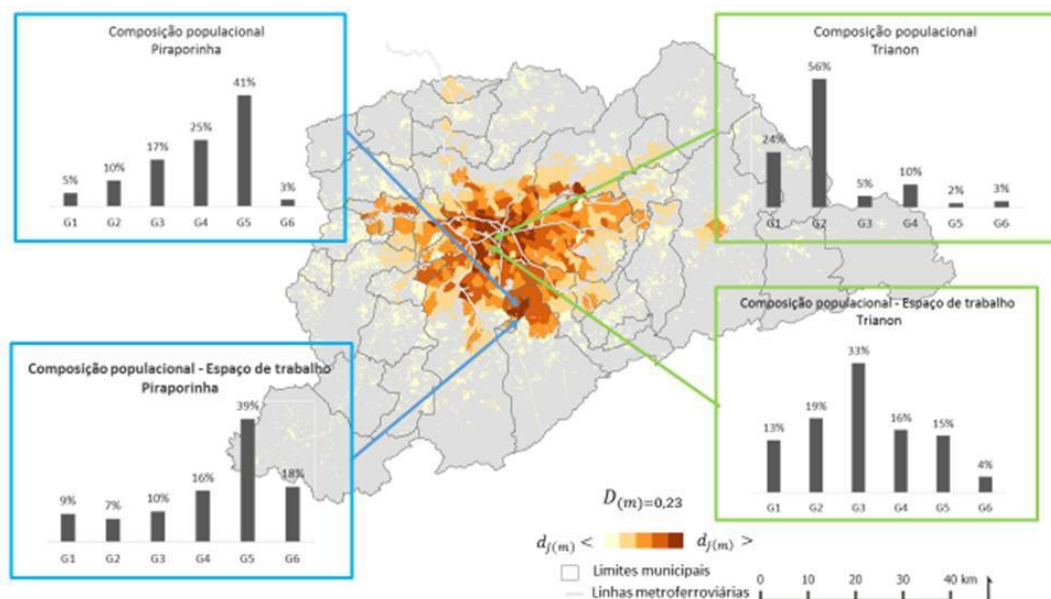 Composição populacional
Piraporinha
5%
10%
17%
25%
41%
3%
G1 G2 G3 G4 G5 G6
Composição populacional
Trianon
24%
56%
5%
10%
2%
3%
G1 G2 G3 G4 G5 G6
Composição populacional - Espaço de trabalho
Piraporinha
9%
7%
10%
16%
39%
18%
G1 G2 G3 G4 G5 G6
Composição populacional - Espaço de trabalho
Trianon
13%
19%
33%
16%
15%
4%
G1 G2 G3 G4 G5 G6
D(m)=0,23
dj(m) < dj(m) >
Limites municipais
Linhas metroferroviárias
0 10 20 30 40 km